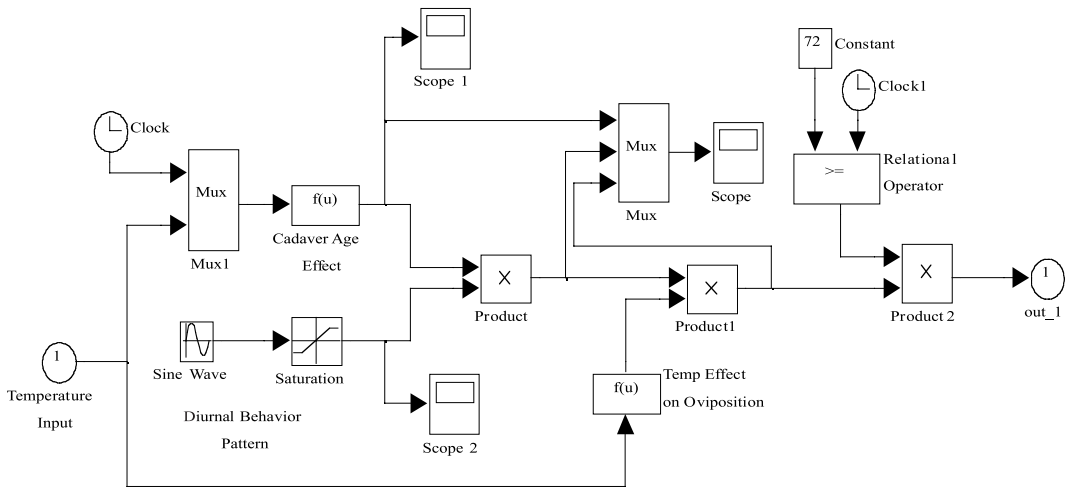 Scope 1
72
Constant
Clock1
Clock
Mux
Mux1
f(u)
Cadaver Age
Effect
Mux
Mux
Scope
>=
Relational
Operator
X
Product
X
Product1
X
Product 2
1
out_1
Sine Wave
Saturation
Diurnal Behavior
Pattern
Scope 2
1
Temperature
Input
f(u)
Temp Effect
on Oviposition